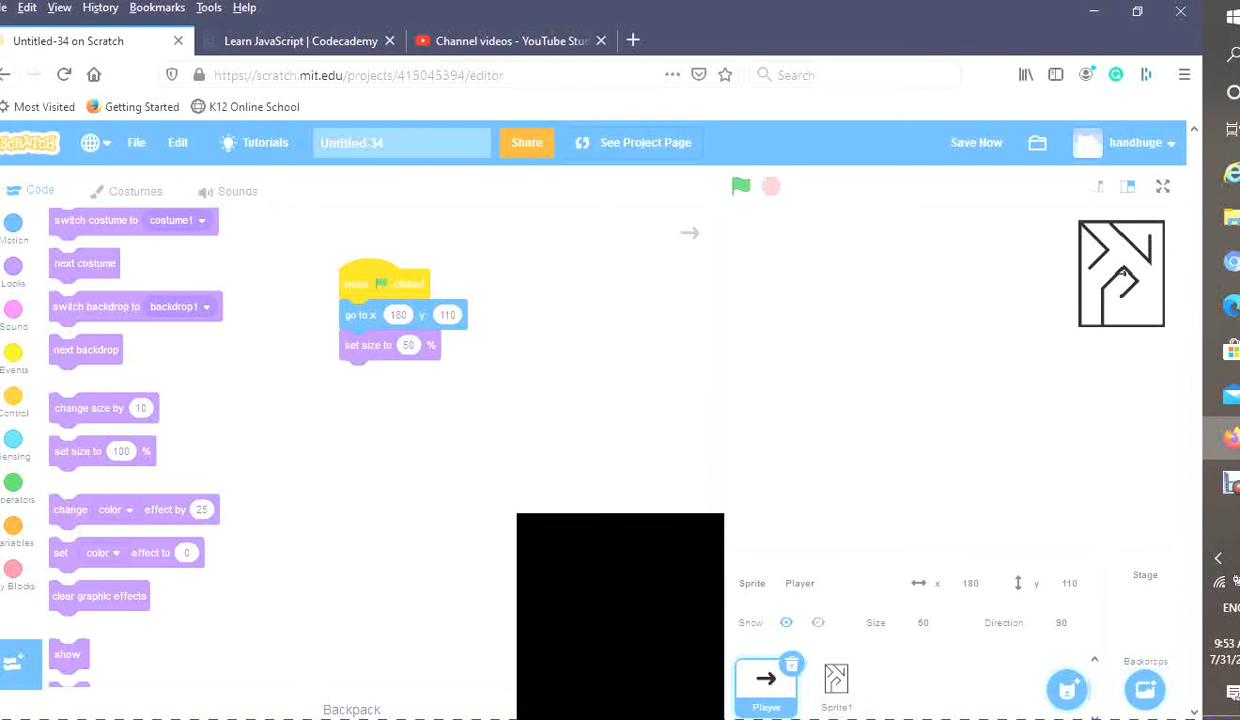 Edit View History Bookmarks Tools Help
Untitled-34 on Scratch
Learn JavaScript | Codecademy
Channel videos - YouTube Stu
https://scratch.mit.edu/projects/415045394/editor
Search
Most Visited Getting Started K12 Online School
SCRATCH File Edit Tutorials Untitled-34 Share See Project Page Save Now handhuge
Code Costumes Sounds
Motion
Looks
Sound
Events
Control
ensing
perators
ariables
y Blocks
switch costume to costume1
next costume
switch backdrop to backdrop1
next backdrop
change size by 10
set size to 100 %
change color effect by 25
set color effect to 0
clear graphic effects
show
when clicked
go to x 180 y: 110
set size to 50 %
Backpack
Sprite Player x 180 y 110
Show Size 50 Direction 90
Player
Sprite1
Stage
Backdrops
ENG
9:53 A
7/31/2